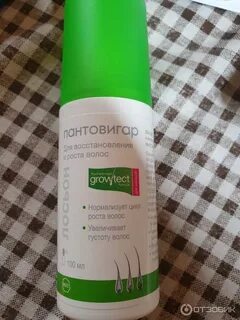 пантовигар
Для восстановления
и роста волос
ЛОСЬОН
growtect
• Нормализует цикл
роста волос
• Увеличивает
густоту волос
100 мл
ОТЗОВИК